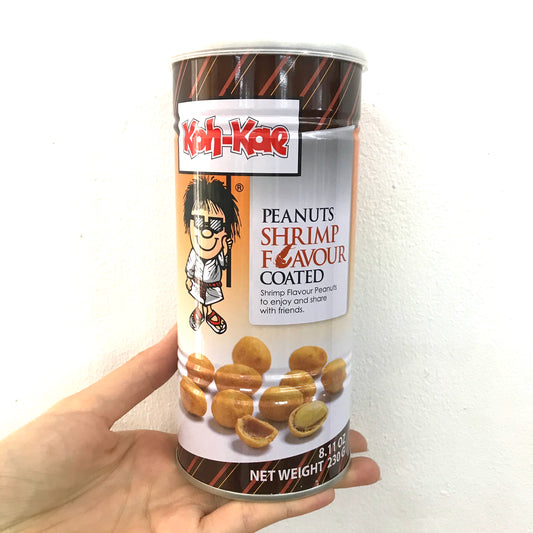 Koh-Kae
®
PEANUTS
SHRIMP
FLAVOUR
COATED
Shrimp Flavour Peanuts
to enjoy and share
with friends.
8.11 OZ
NET WEIGHT 230 G